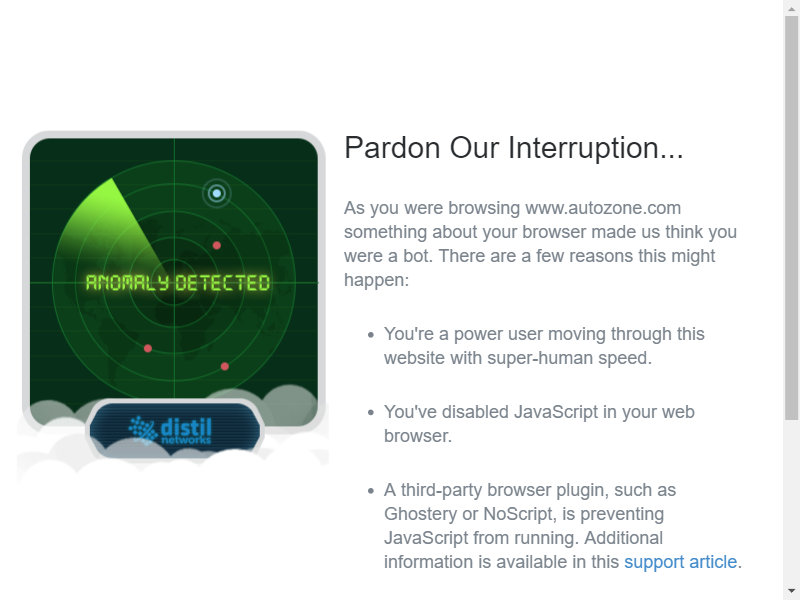 Pardon Our Interruption...
As you were browsing www.autozone.com
something about your browser made us think you
were a bot. There are a few reasons this might
happen:
ANOMALY DETECTED
• You're a power user moving through this
website with super-human speed.
• You've disabled JavaScript in your web
browser.
• A third-party browser plugin, such as
Ghostery or NoScript, is preventing
JavaScript from running. Additional
information is available in this support article.
distil
networks